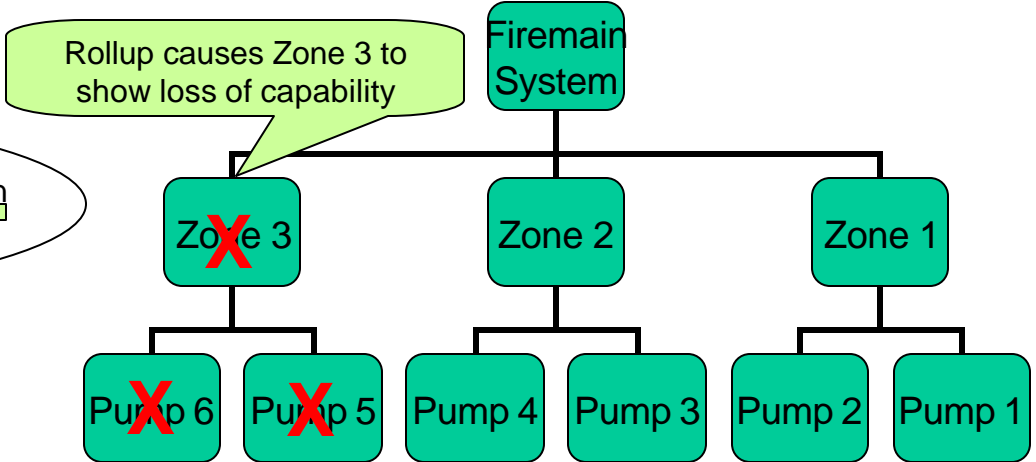 Firemain
System
Rollup causes Zone 3 to
show loss of capability
Zone 3
X
Zone 2
Zone 1
Pump 6
X
Pump 5
X
Pump 4
Pump 3
Pump 2
Pump 1